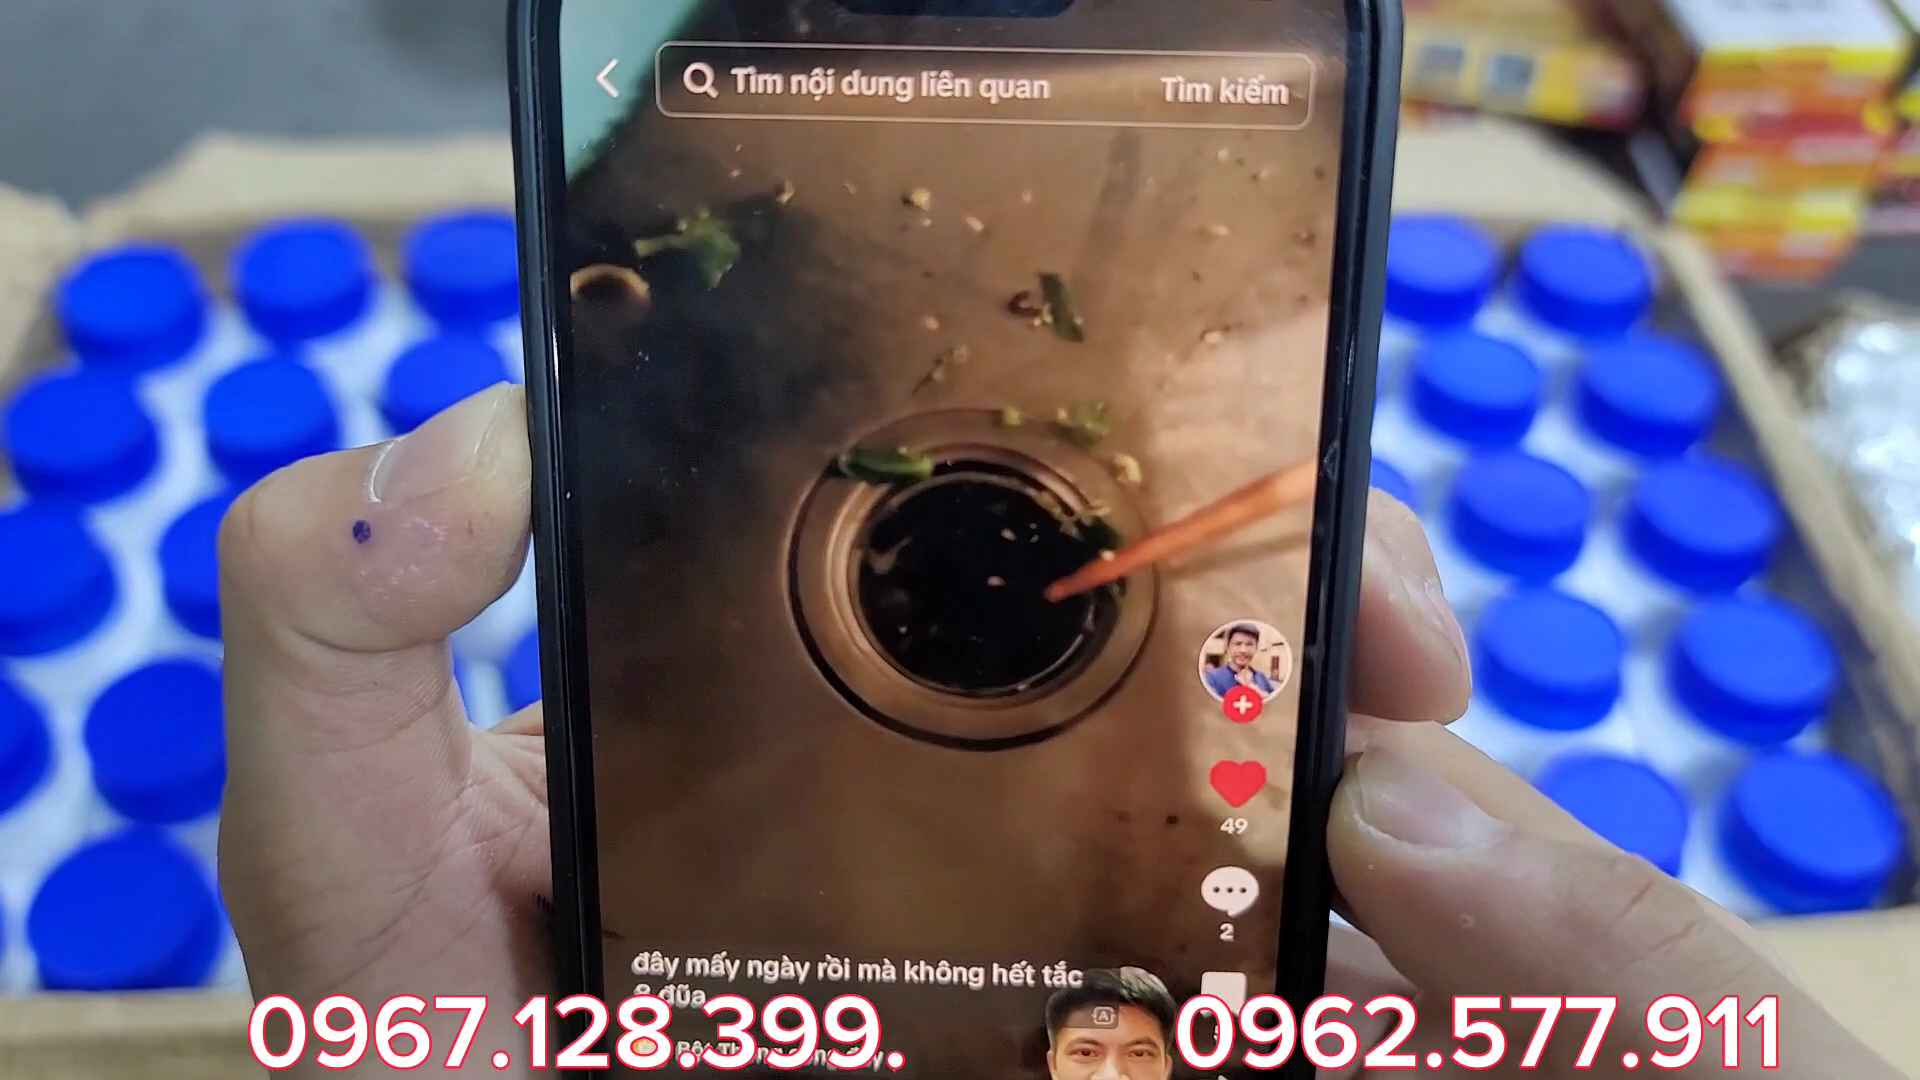 Tìm nội dung liên quan
Tìm kiếm
49
2
đây mấy ngày rồi mà không hết tắc
đũa
0967.128.399.
0962.577.911